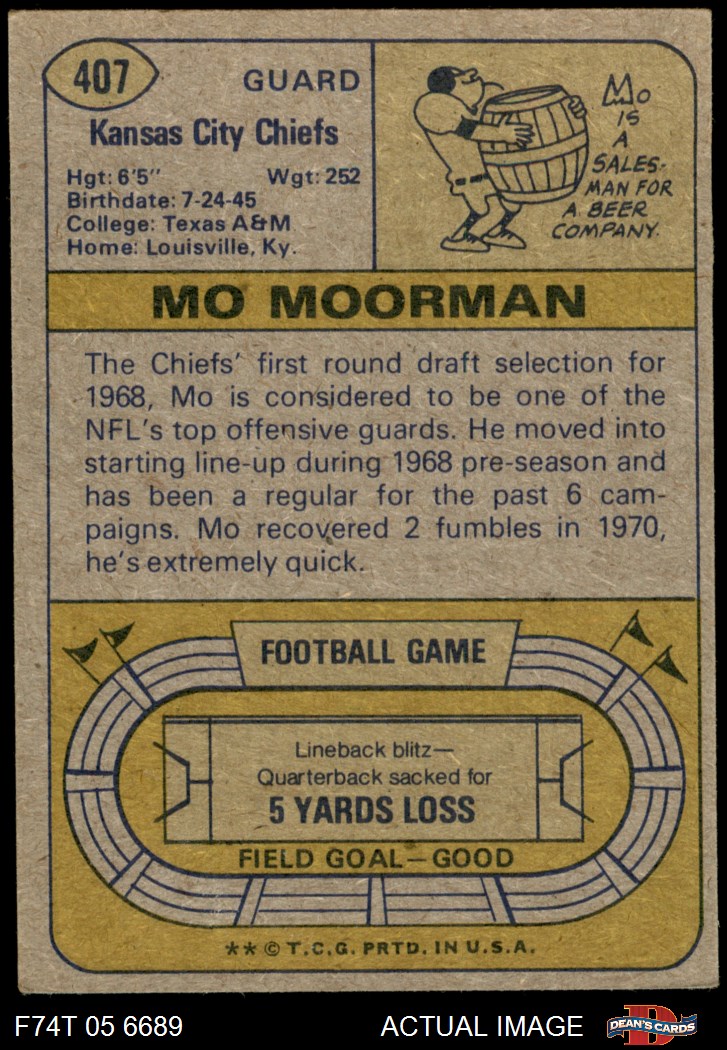 407
GUARD
Kansas City Chiefs
Hgt: 6'5" Wgt: 252
Birthdate: 7-24-45
College: Texas A&M
Home: Louisville, Ky.
Mo
IS
A
SALES-
MAN FOR
A BEER
COMPANY.
MO MOORMAN
The Chiefs' first round draft selection for
1968, Mo is considered to be one of the
NFL's top offensive guards. He moved into
starting line-up during 1968 pre-season and
has been a regular for the past 6 cam-
paigns. Mo recovered 2 fumbles in 1970,
he's extremely quick.
FOOTBALL GAME
Lineback blitz—
Quarterback sacked for
5 YARDS LOSS
FIELD GOAL—GOOD
** © T.C.G. PRTD. IN U.S.A.
F74T 05 6689
ACTUAL IMAGE
D
DEAN'S CARDS